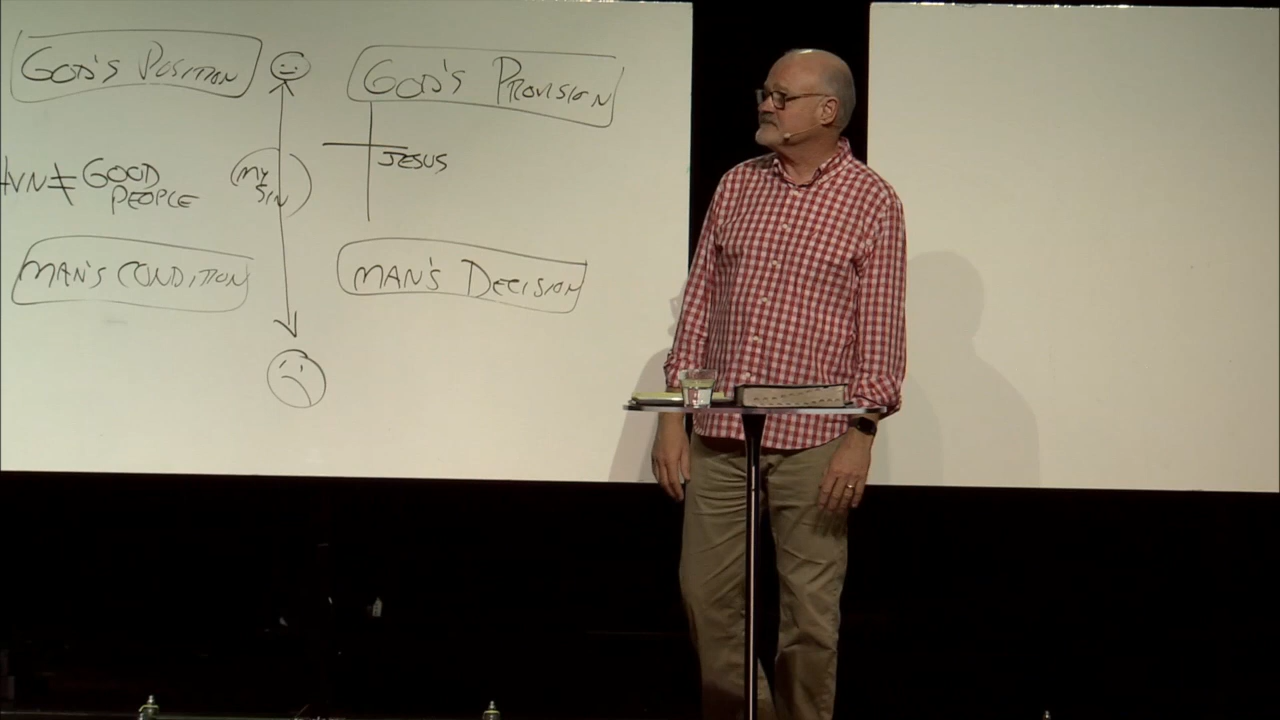 GOD'S POSITION
GOD'S PROVISION
JESUS
HVN ≠ GOOD
PEOPLE
(MY
SIN)
MAN'S CONDITION
MAN'S DECISION